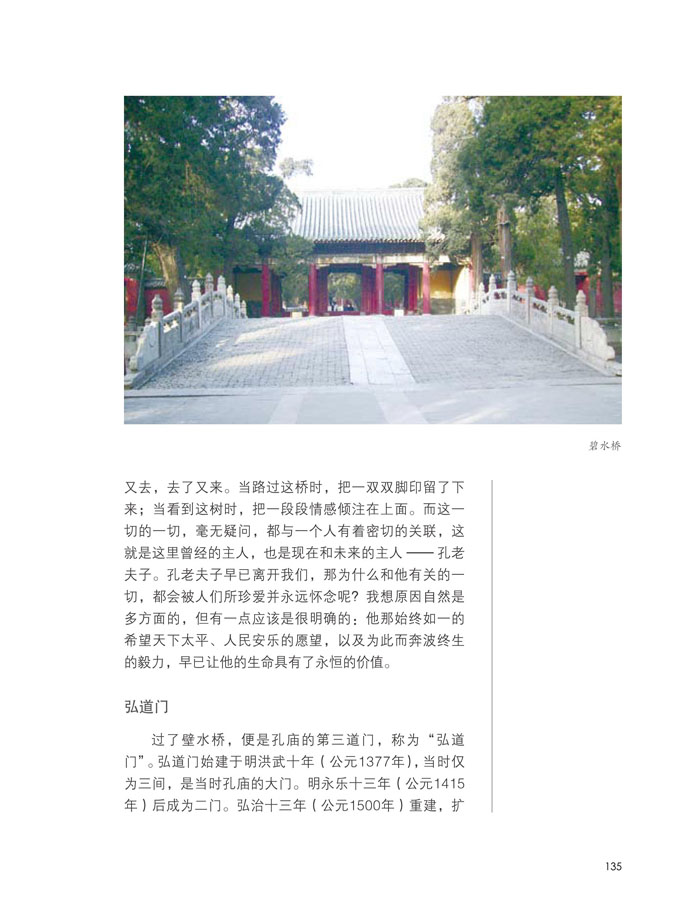 碧水桥
又去，去了又来。当路过这桥时，把一双双脚印留了下
来；当看到这树时，把一段段情感倾注在上面。而这一
切的一切，毫无疑问，都与一个人有着密切的关联，这
就是这里曾经的主人，也是现在和未来的主人——孔老
夫子。孔老夫子早已离开我们，那为什么和他有关的一
切，都会被人们所珍爱并永远怀念呢？我想原因自然是
多方面的，但有一点应该是很明确的：他那始终如一的
希望天下太平、人民安乐的愿望，以及为此而奔波终生
的毅力，早已让他的生命具有了永恒的价值。
弘道门
过了壁水桥，便是孔庙的第三道门，称为“弘道
门”。弘道门始建于明洪武十年（公元1377年），当时仅
为三间，是当时孔庙的大门。明永乐十三年（公元1415
年）后成为二门。弘治十三年（公元1500年）重建，扩
135